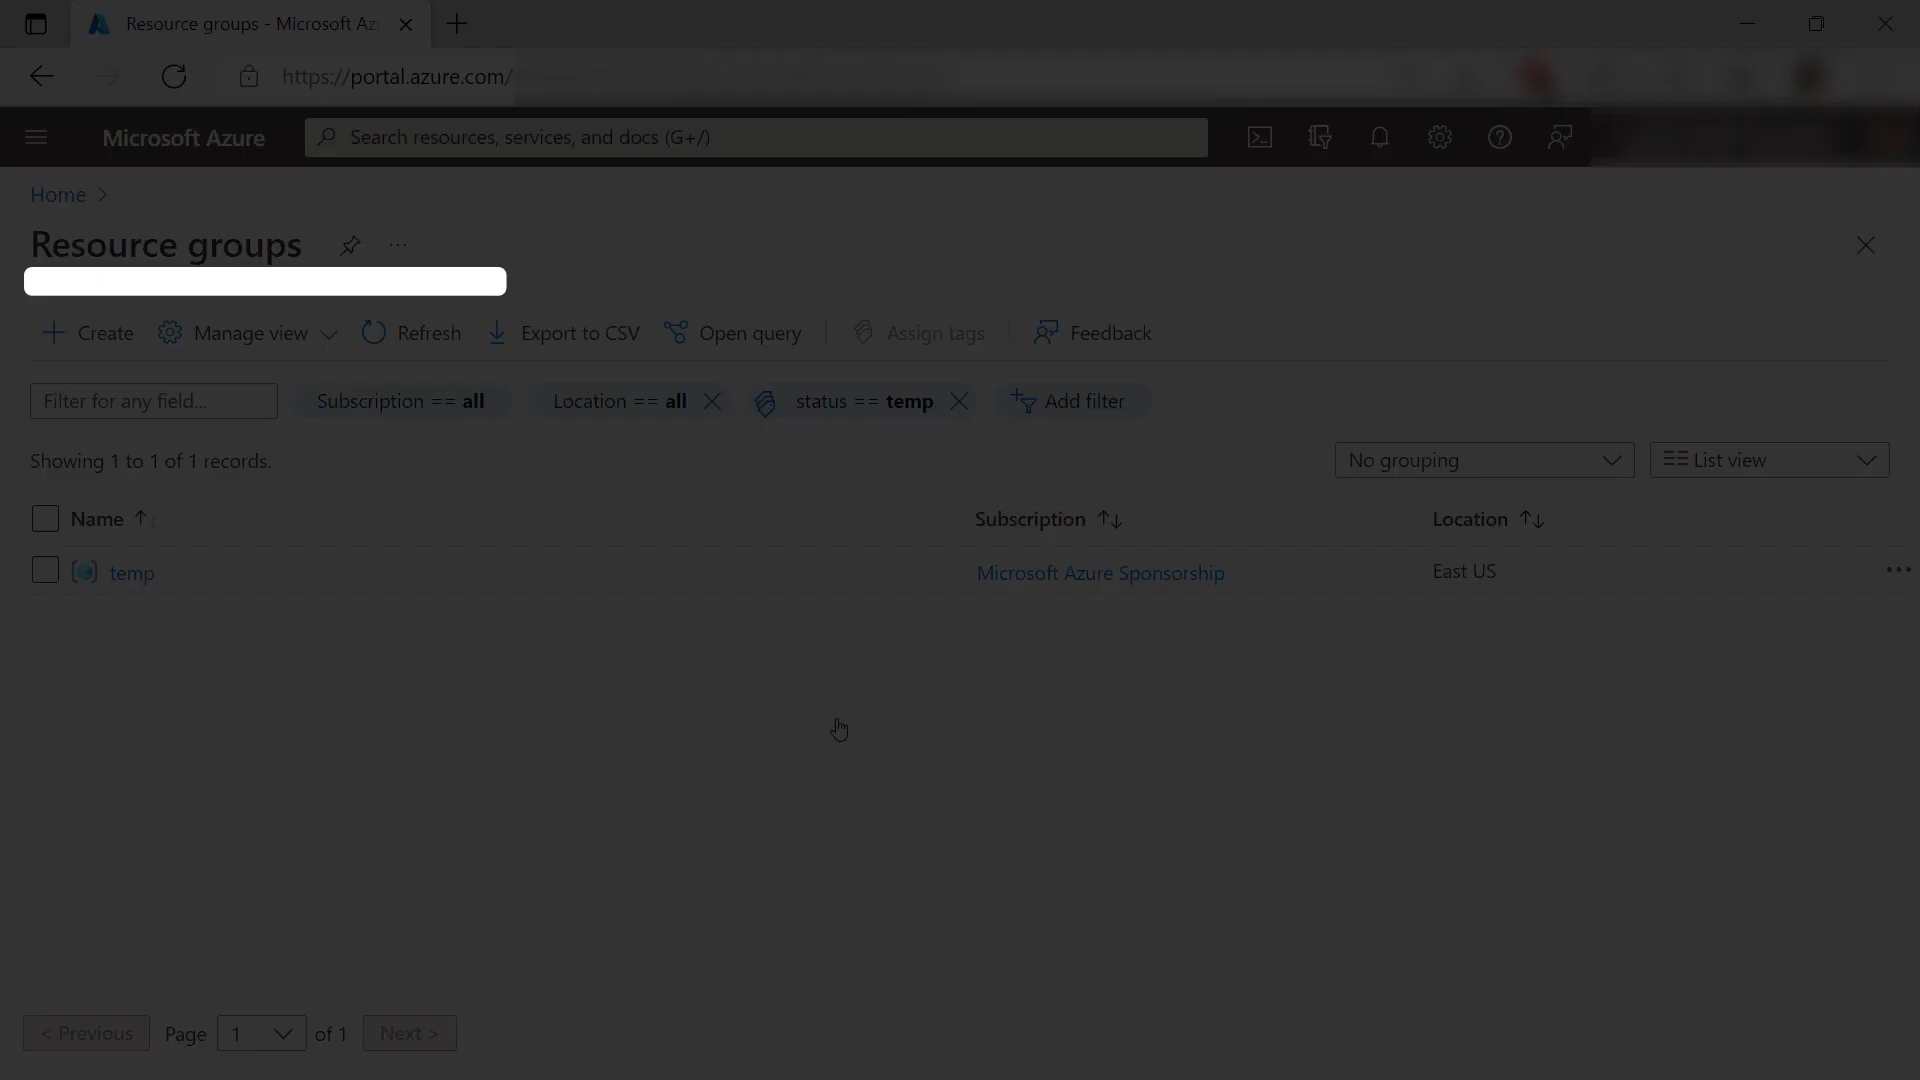 Resource groups - Microsoft Az
https://portal.azure.com/
Microsoft Azure
Search resources, services, and docs (G+/)
Home >
Resource groups ...
Create Manage view Refresh Export to CSV Open query Assign tags Feedback
Filter for any field... Subscription == all Location == all status == temp Add filter
Showing 1 to 1 of 1 records.
No grouping List view
Name Subscription Location
temp Microsoft Azure Sponsorship East US
< Previous Page 1 of 1 Next >